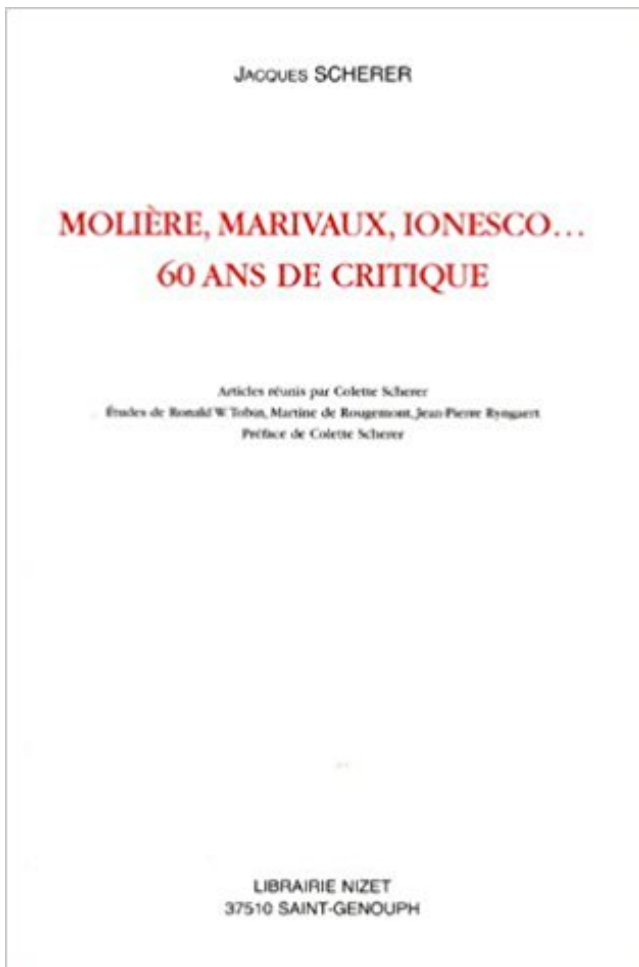 JACQUES SCHERER
MOLIÈRE, MARIVAUX, IONESCO...
60 ANS DE CRITIQUE
Articles réunis par Colette Scherer
Études de Ronald W. Tobin, Martine de Rougemont, Jean-Pierre Ryngaert
Préface de Colette Scherer
LIBRAIRIE NIZET
37510 SAINT-GENOUPH